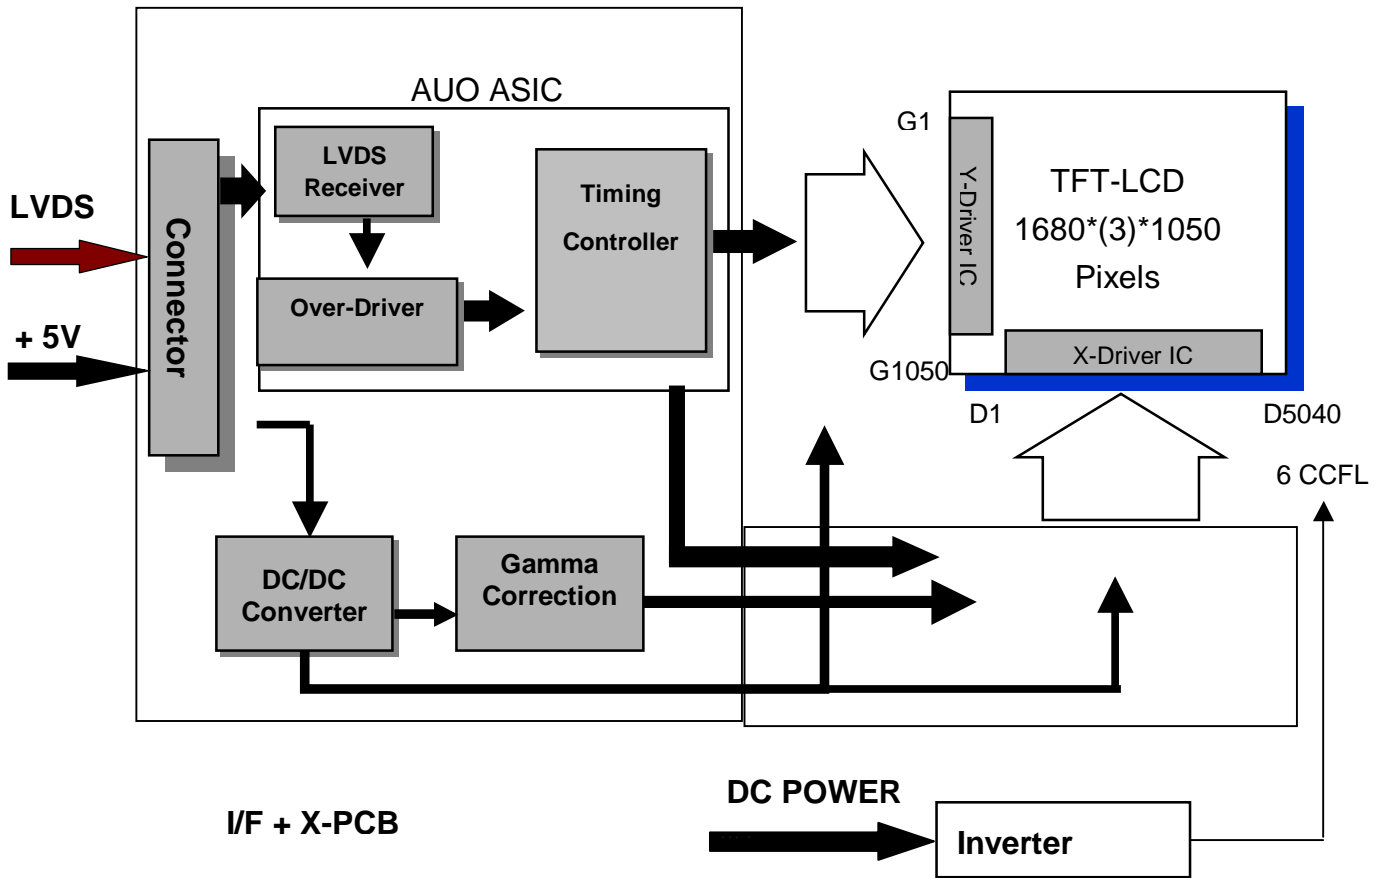 AUO ASIC
LVDS
Receiver
Timing
Controller
Over-Driver
LVDS
+ 5V
Connector
G1
Y-Driver IC
TFT-LCD
1680*(3)*1050
Pixels
X-Driver IC
G1050
D1
D5040
6 CCFL
DC/DC
Converter
Gamma
Correction
I/F + X-PCB
DC POWER
Inverter